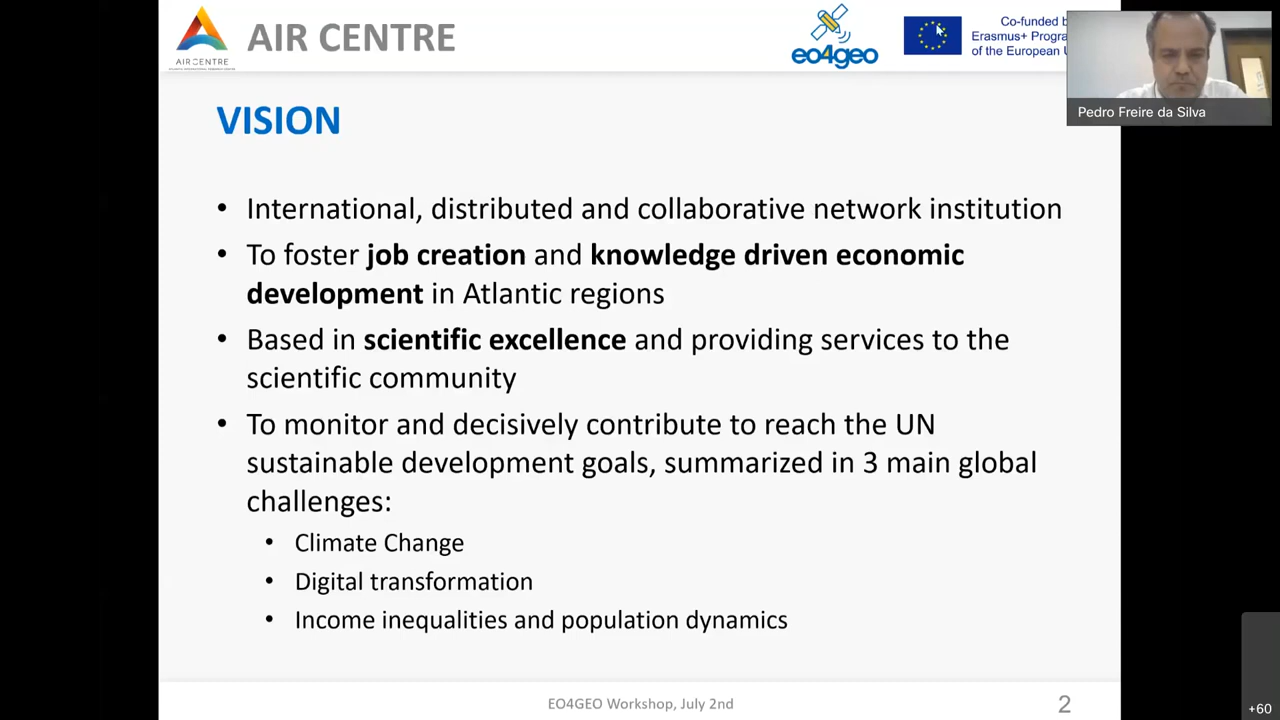 AIR CENTRE
AIR CENTRE
eo4geo
Co-funded b
Erasmus+ Progra
of the European
Pedro Freire da Silva
VISION
• International, distributed and collaborative network institution
• To foster job creation and knowledge driven economic
development in Atlantic regions
• Based in scientific excellence and providing services to the
scientific community
• To monitor and decisively contribute to reach the UN
sustainable development goals, summarized in 3 main global
challenges:
• Climate Change
• Digital transformation
• Income inequalities and population dynamics
EO4GEO Workshop, July 2nd
2
+60